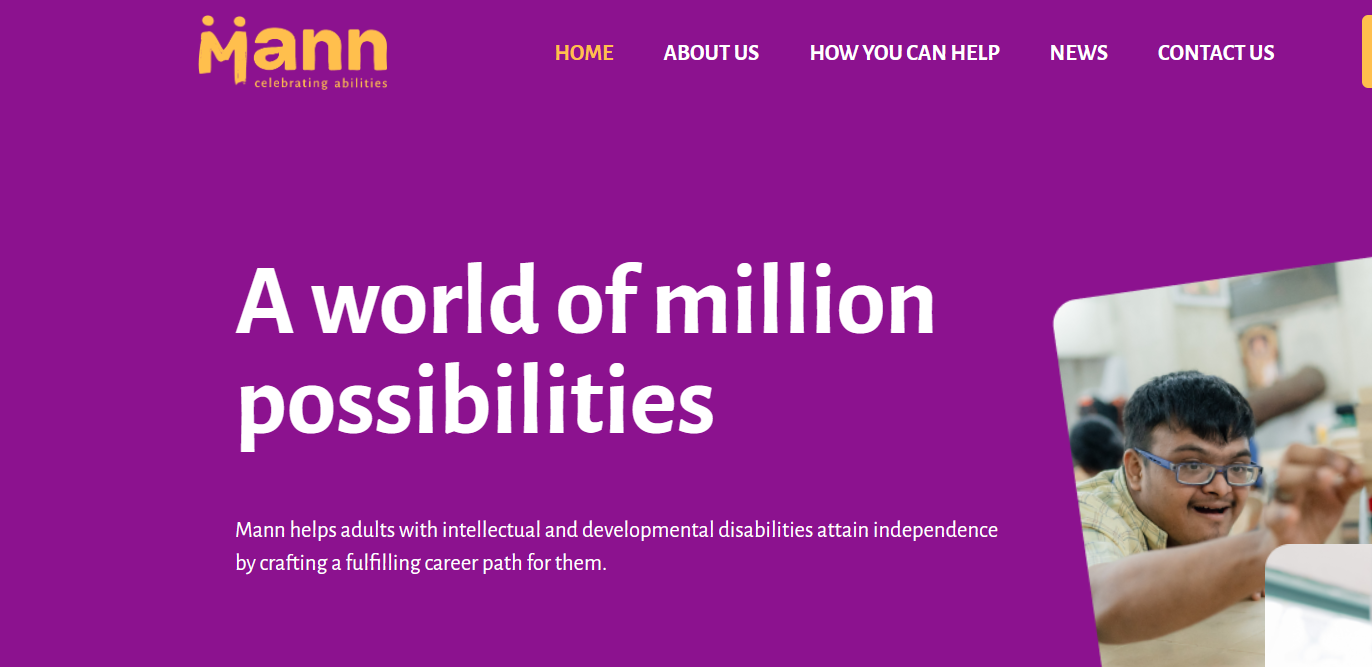 Mann
celebrating abilities
HOME ABOUT US HOW YOU CAN HELP NEWS CONTACT US
A world of million
possibilities
Mann helps adults with intellectual and developmental disabilities attain independence
by crafting a fulfilling career path for them.